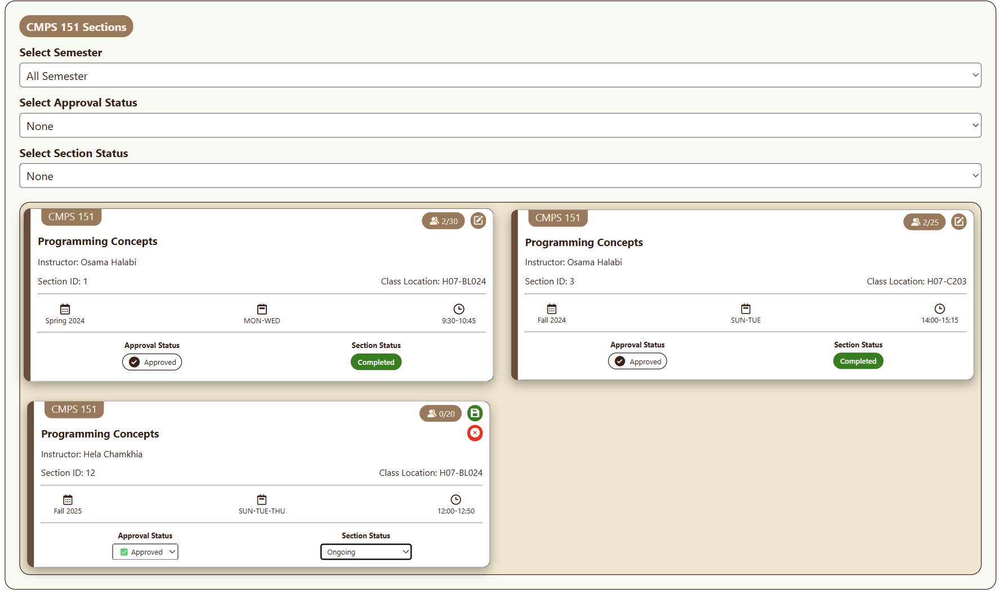 CMPS 151 Sections
Select Semester
All Semester
Select Approval Status
None
Select Section Status
None
CMPS 151
2/30
Programming Concepts
Instructor: Osama Halabi
Section ID: 1
Class Location: H07-BL024
Spring 2024
MON-WED
9:30-10:45
Approval Status
Section Status
Approved
Completed
CMPS 151
2/25
Programming Concepts
Instructor: Osama Halabi
Section ID: 3
Class Location: H07-C203
Fall 2024
SUN-TUE
14:00-15:15
Approval Status
Section Status
Approved
Completed
CMPS 151
0/20
Programming Concepts
Instructor: Hela Chamkhia
Section ID: 12
Class Location: H07-BL024
Fall 2025
SUN-TUE-THU
12:00-12:50
Approval Status
Section Status
Approved
Ongoing